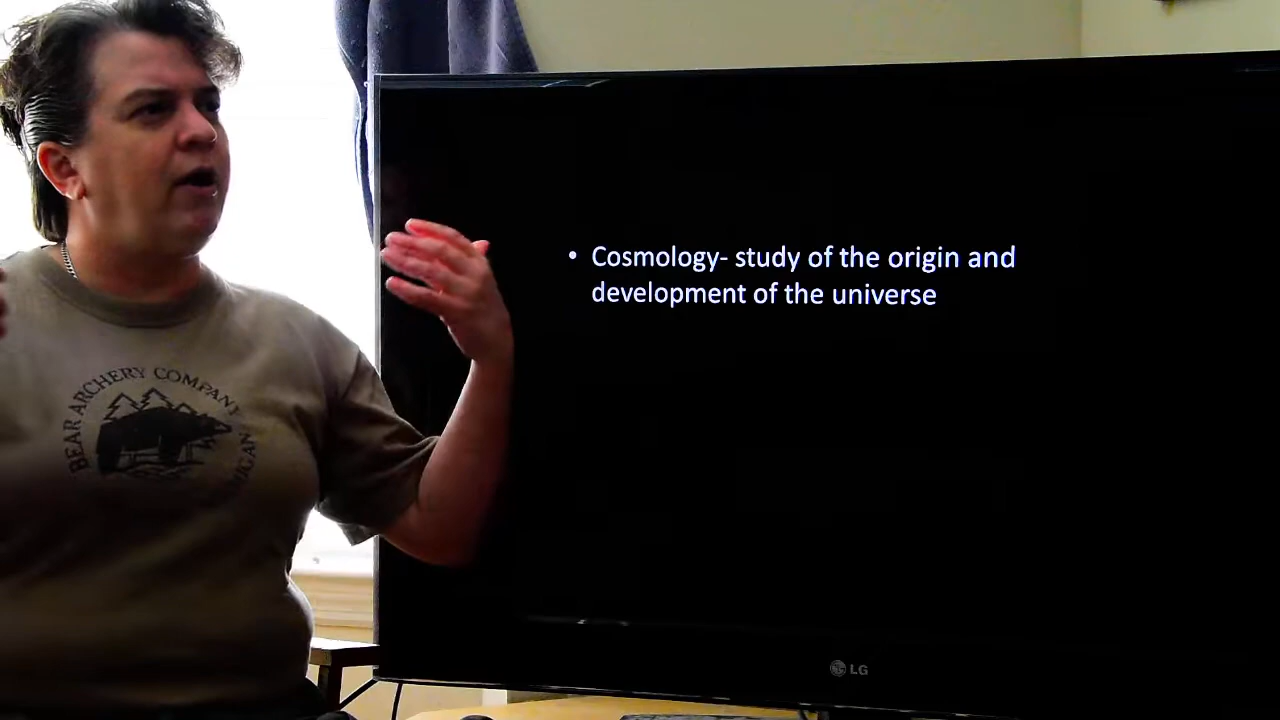 • Cosmology- study of the origin and
development of the universe
BEAR ARCHERY COMPANY
LG